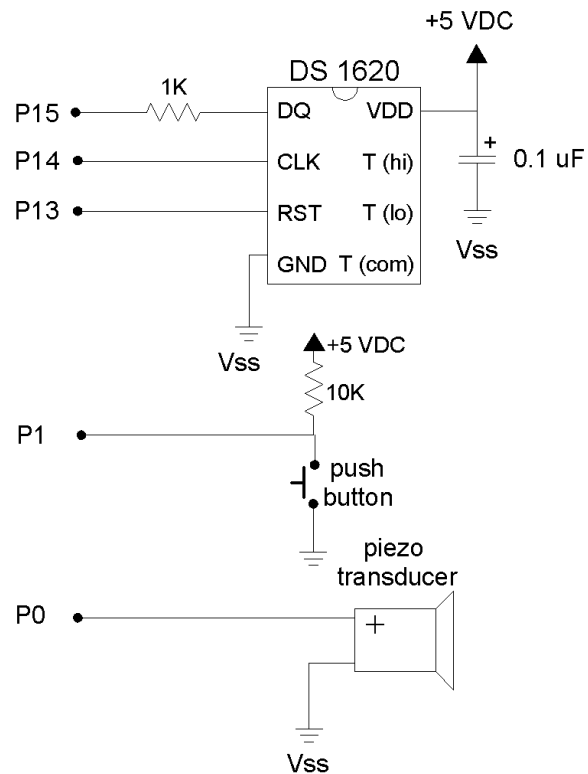 +5 VDC
DS 1620
1K
P15
DQ
VDD
+
0.1 uF
P14
CLK
T (hi)
P13
RST
T (lo)
Vss
GND
T (com)
Vss
+5 VDC
10K
P1
push
button
piezo
transducer
P0
+
Vss